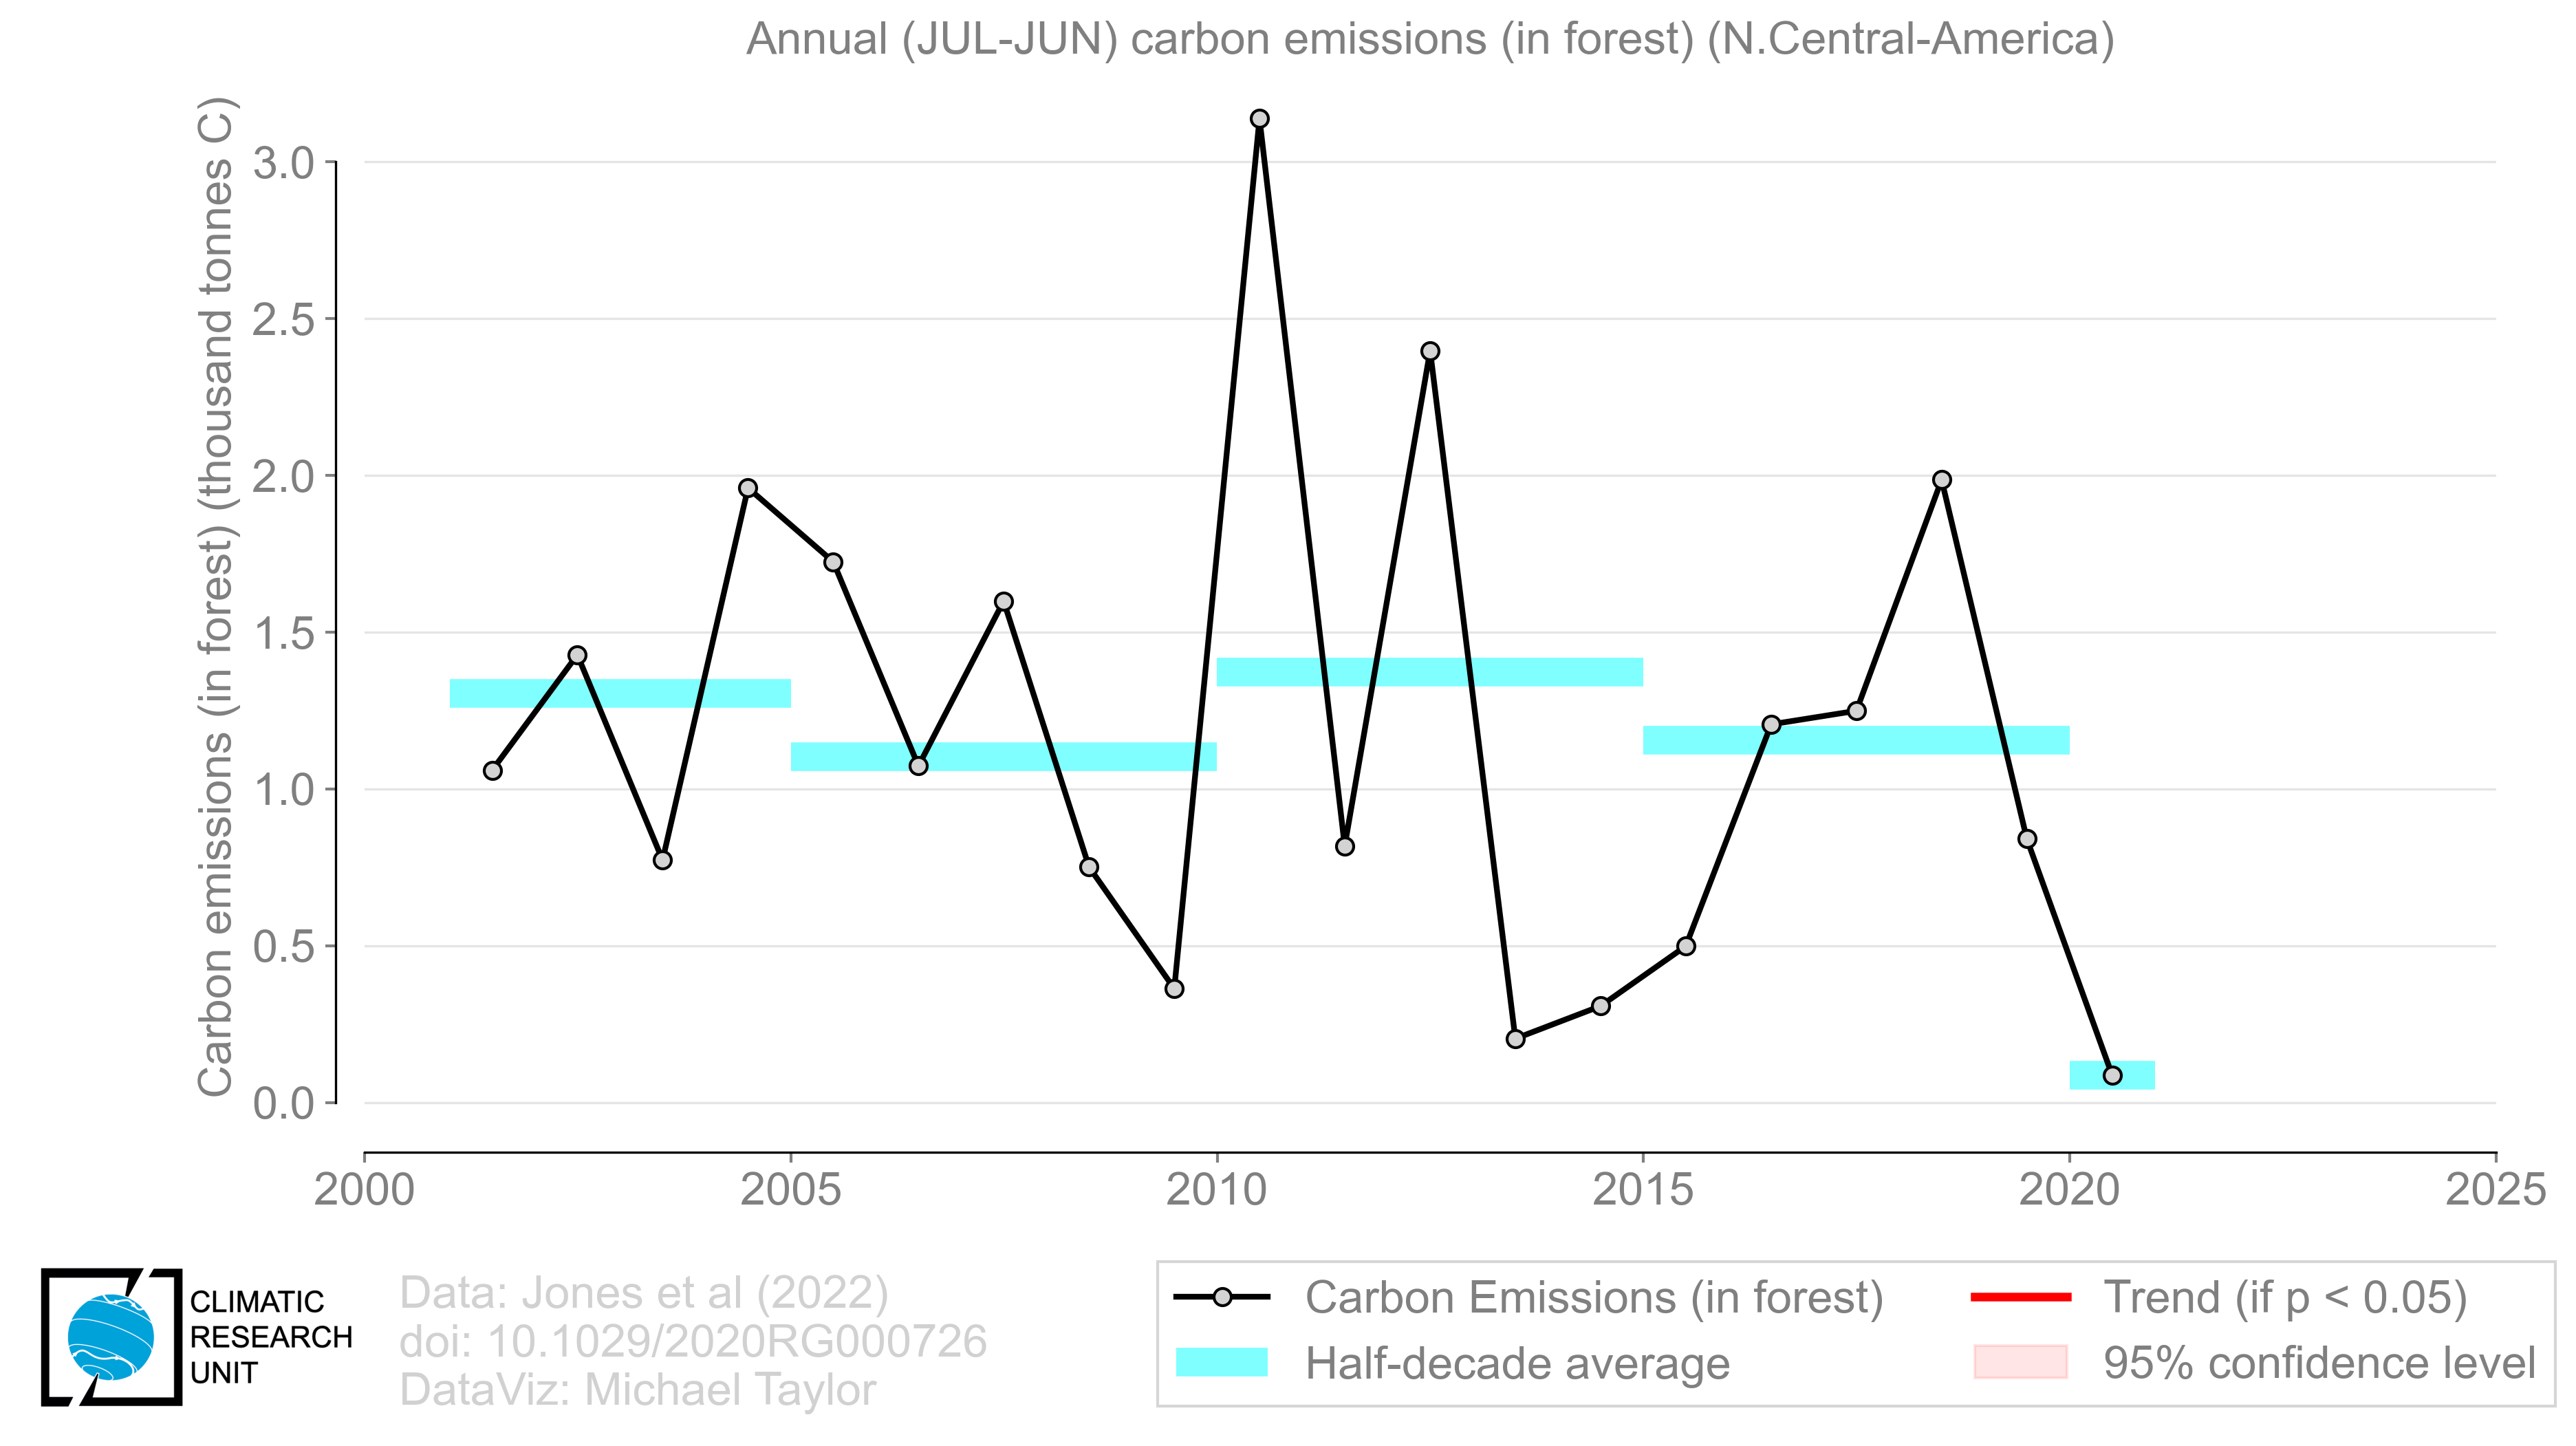 Annual (JUL-JUN) carbon emissions (in forest) (N.Central-America)
Carbon emissions (in forest) (thousand tonnes C)
3.0
2.5
2.0
1.5
1.0
0.5
0.0
2000 2005 2010 2015 2020 2025
CLIMATIC
RESEARCH
UNIT
Data: Jones et al (2022)
doi: 10.1029/2020RG000726
DataViz: Michael Taylor
Carbon Emissions (in forest)
Half-decade average
Trend (if p < 0.05)
95% confidence level